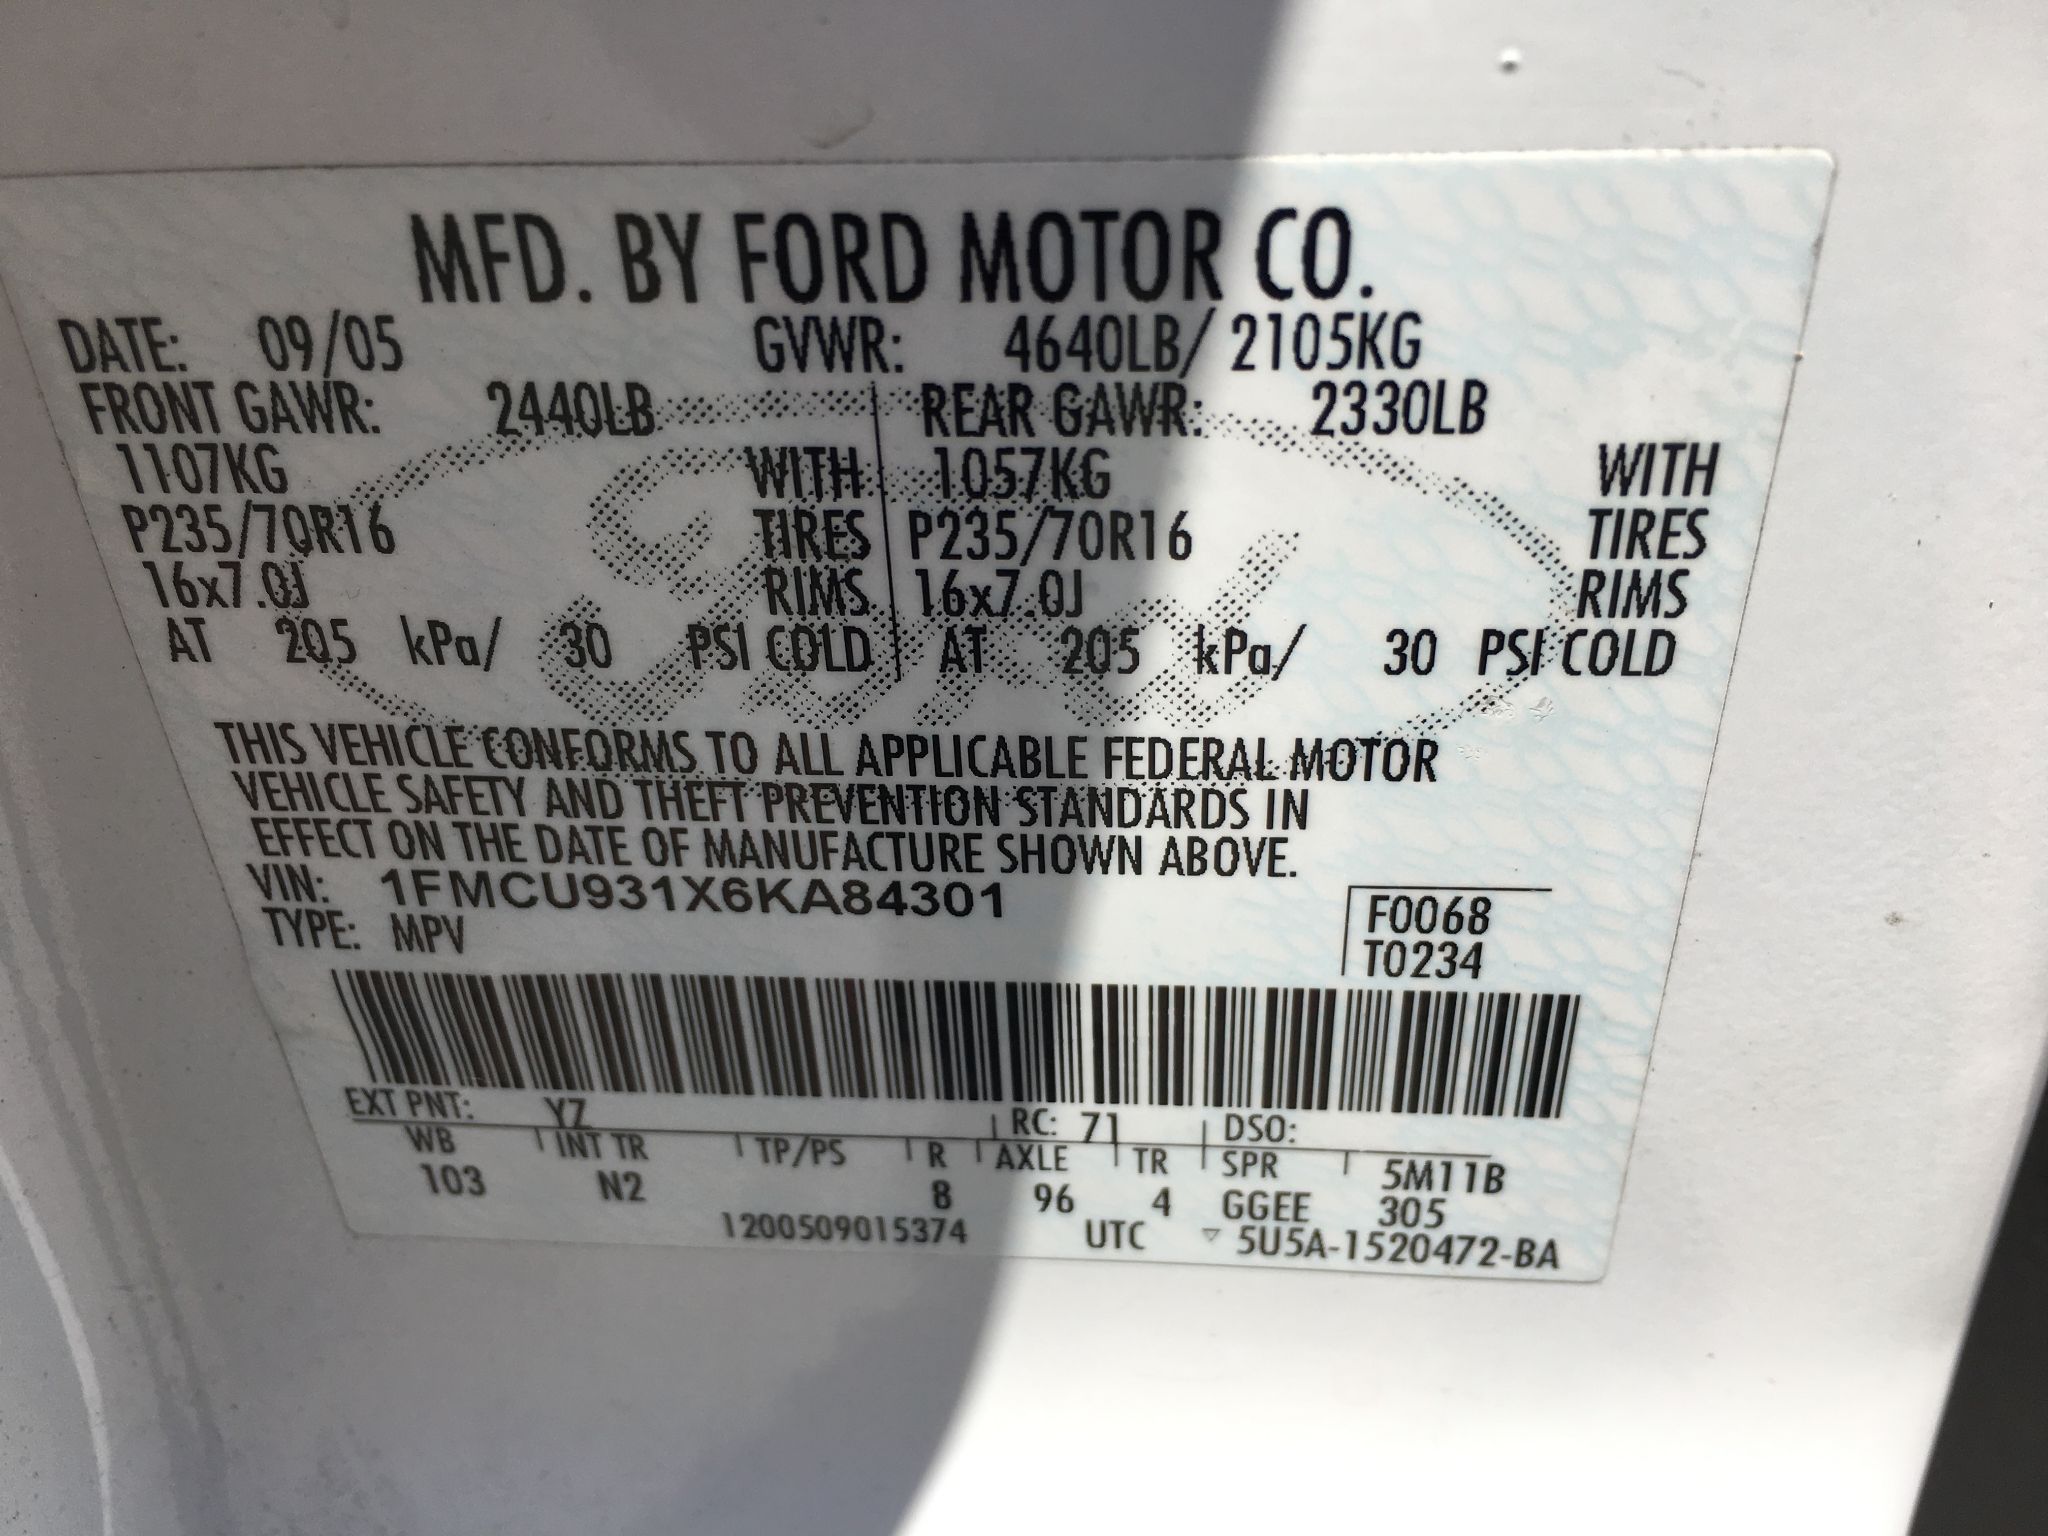 MFD. BY FORD MOTOR CO.
DATE: 09/05 GVWR: 4640LB/ 2105KG
FRONT GAWR: 2440LB REAR GAWR: 2330LB
1107KG WITH 1057KG WITH
P235/70R16 TIRES P235/70R16 TIRES
16x7.0J RIMS 16x7.0J RIMS
AT 205 kPa/ 30 PSI COLD AT 205 kPa/ 30 PSI COLD
THIS VEHICLE CONFORMS TO ALL APPLICABLE FEDERAL MOTOR
VEHICLE SAFETY AND THEFT PREVENTION STANDARDS IN
EFFECT ON THE DATE OF MANUFACTURE SHOWN ABOVE.
VIN: 1FMCU931X6KA84301
TYPE: MPV
F0068
T0234
EXT PNT: YZ RC: 71 DSO:
WB INT TR TP/PS R AXLE TR SPR 5M11B
103 N2 8 96 4 GGEE 305
1200509015374 UTC ▽ 5U5A-1520472-BA